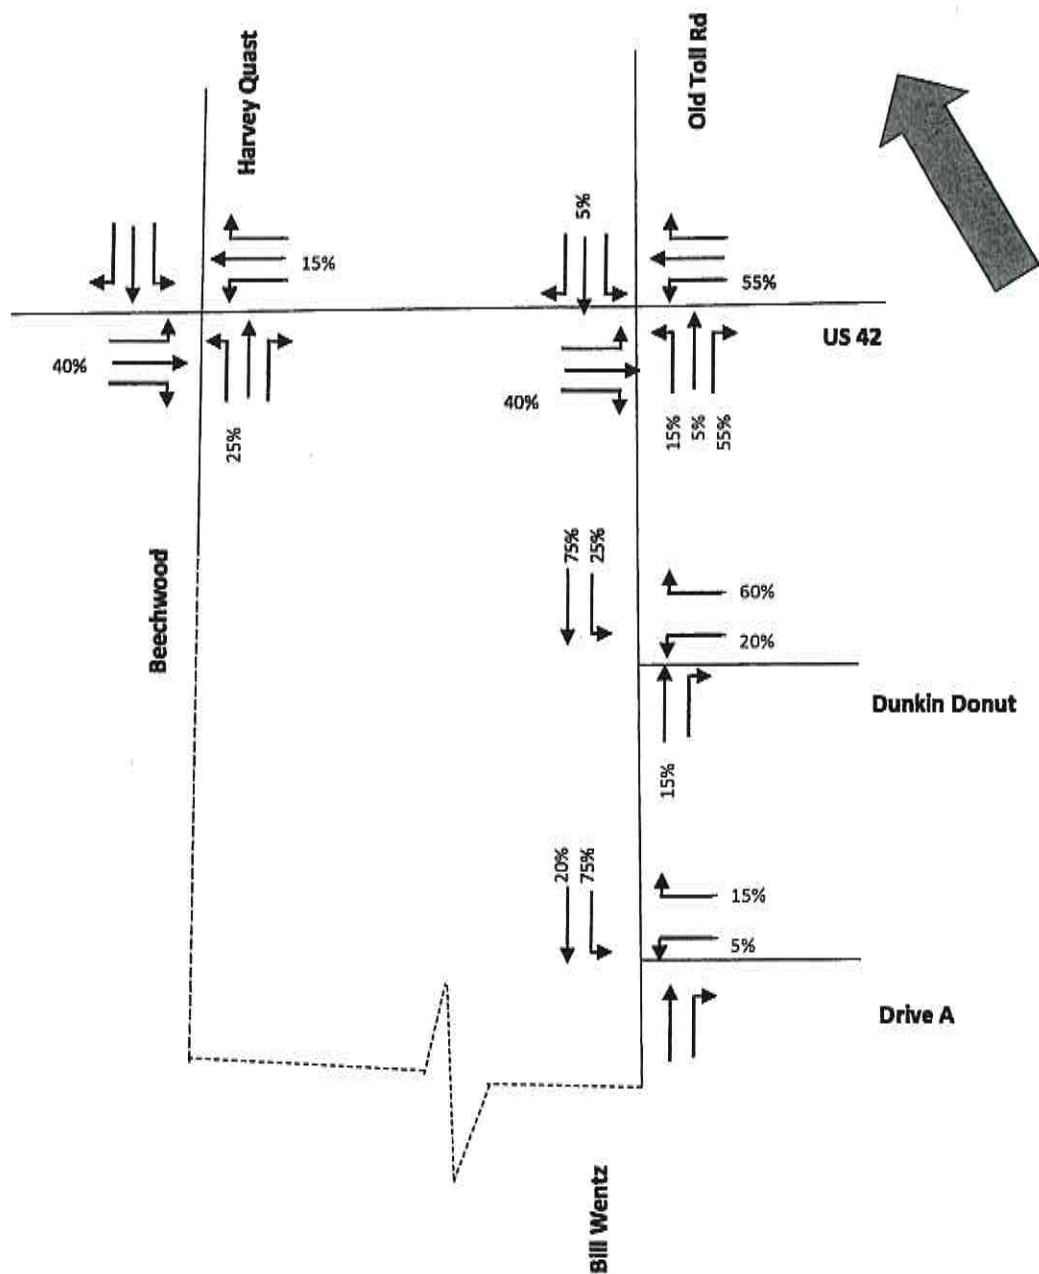 Harvey Quast
Old Toll Rd
5%
15%
55%
US 42
40%
40%
25%
15%
5%
55%
Beechwood
75%
25%
60%
20%
Dunkin Donut
15%
20%
75%
15%
5%
Drive A
Bill Wentz